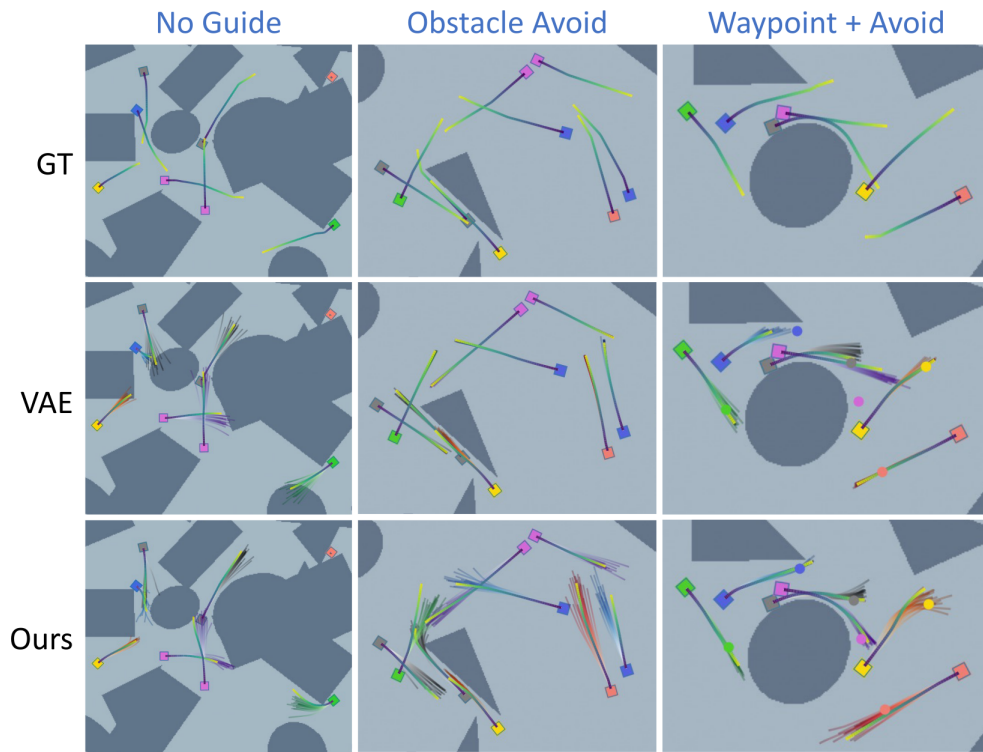 No Guide
Obstacle Avoid
Waypoint + Avoid
GT
VAE
Ours